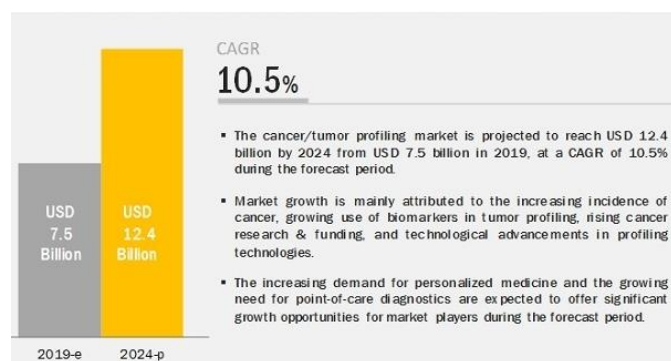 CAGR
10.5%
▪ The cancer/tumor profiling market is projected to reach USD 12.4
billion by 2024 from USD 7.5 billion in 2019, at a CAGR of 10.5%
during the forecast period.
▪ Market growth is mainly attributed to the increasing incidence of
cancer, growing use of biomarkers in tumor profiling, rising cancer
research & funding, and technological advancements in profiling
technologies.
▪ The increasing demand for personalized medicine and the growing
need for point-of-care diagnostics are expected to offer significant
growth opportunities for market players during the forecast period.
USD
7.5
Billion
USD
12.4
Billion
2019-e
2024-p